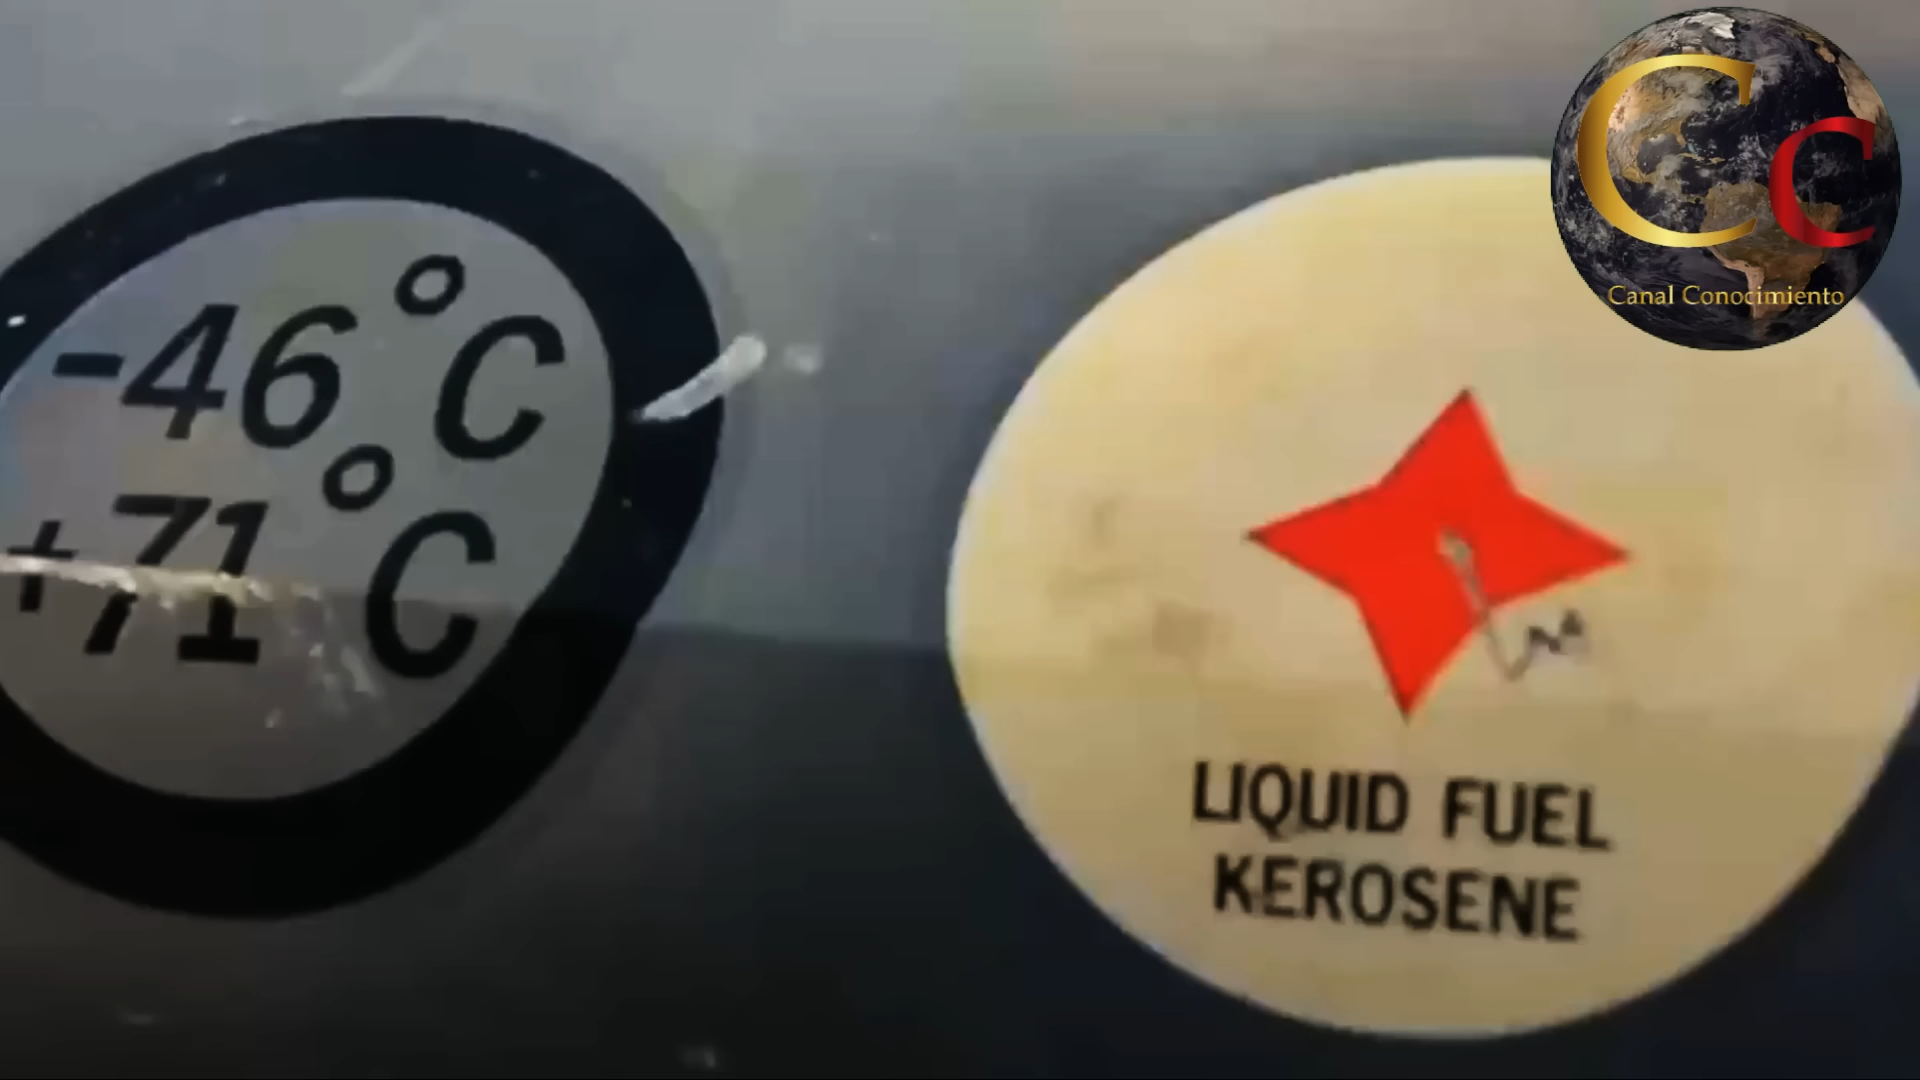 -46°C
+71°C
LIQUID FUEL
KEROSENE
C C
Canal Conocimiento